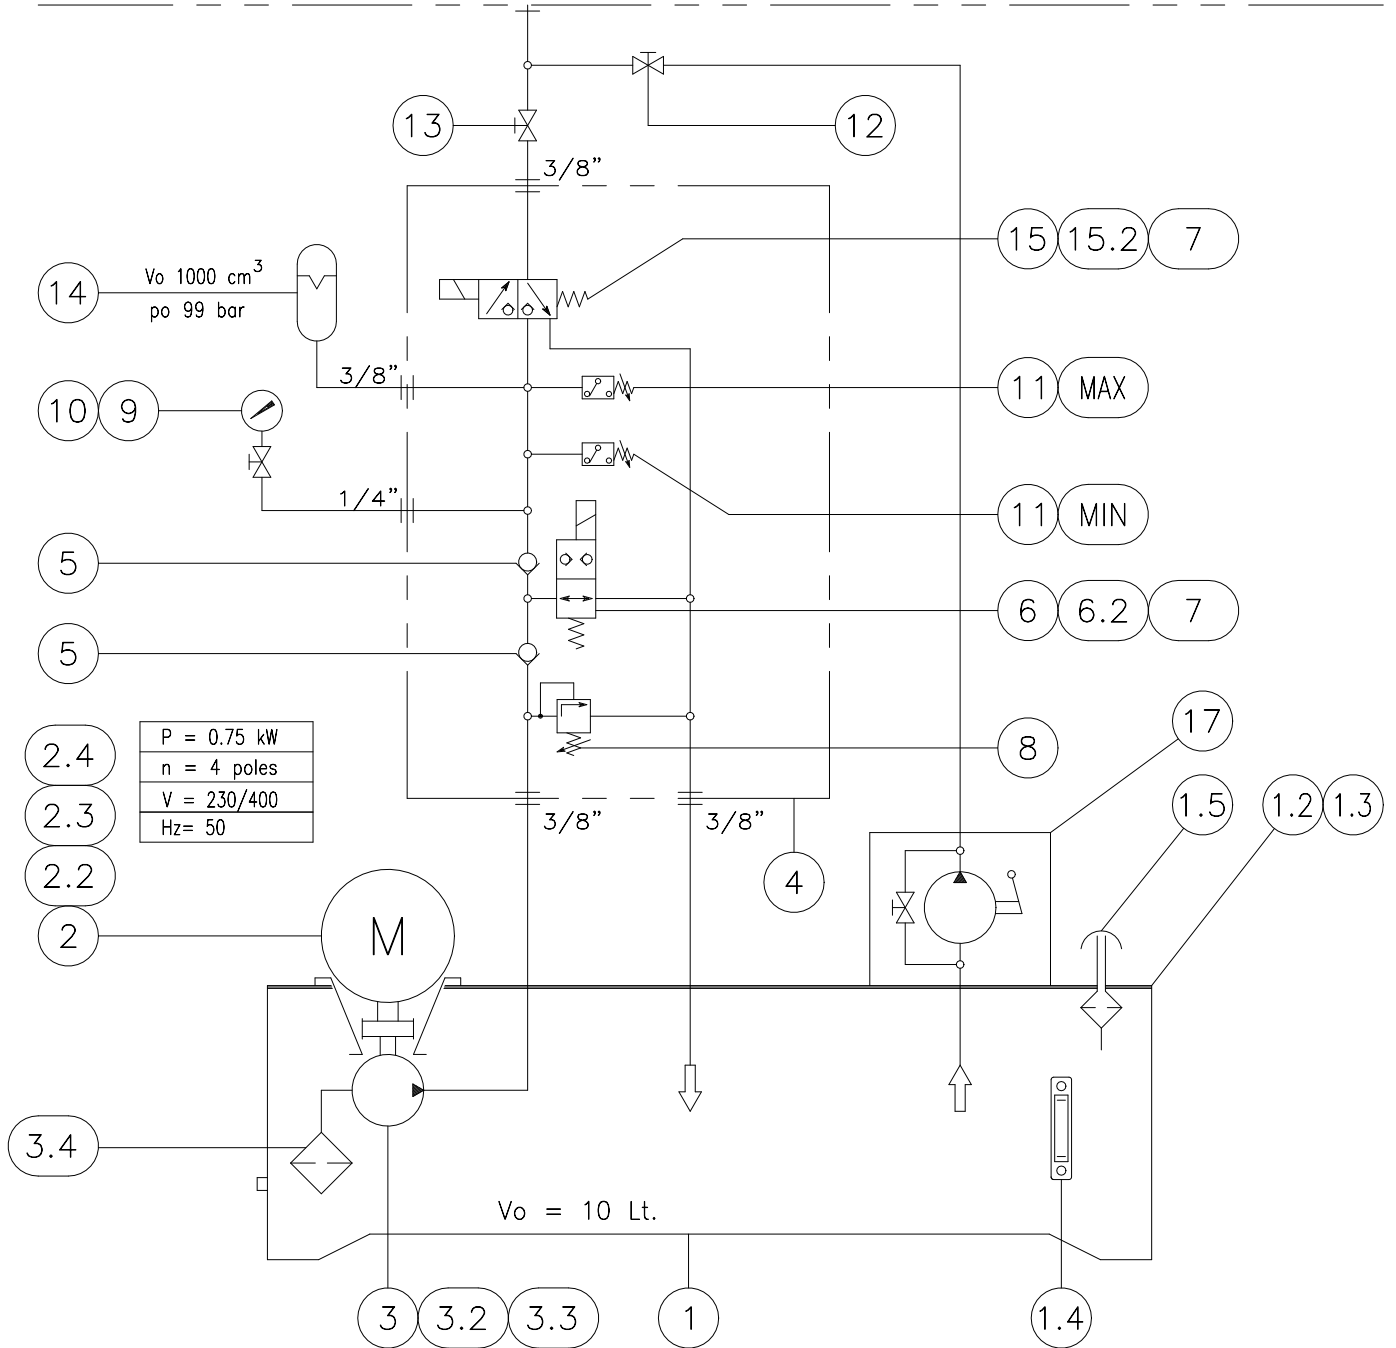 13
12
3/8"
15 15.2 7
14
Vo 1000 cm³
po 99 bar
3/8"
11 MAX
10 9
1/4"
11 MIN
5
6 6.2 7
5
17
2.4
P = 0.75 kW
n = 4 poles
V = 230/400
Hz= 50
8
2.3
3/8"
3/8"
1.5
1.2 1.3
2.2
4
2
M
3.4
Vo = 10 Lt.
3 3.2 3.3
1
1.4